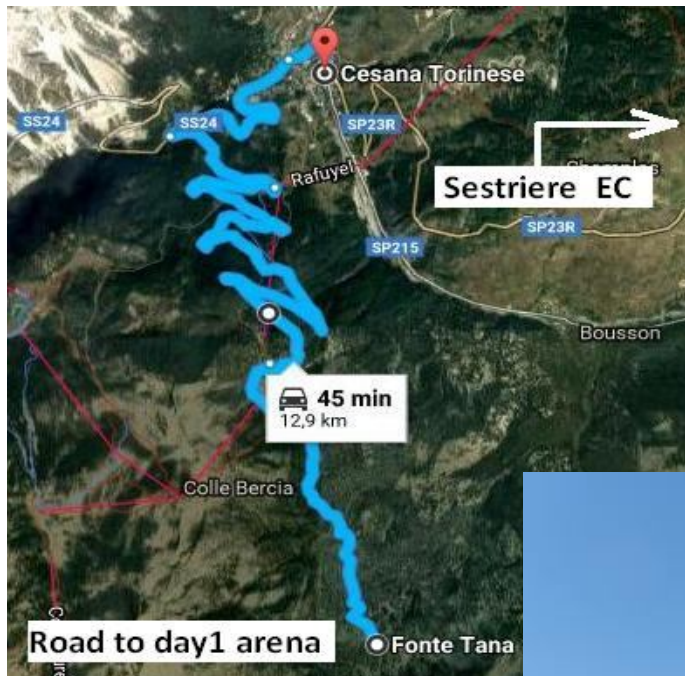 Cesana Torinese
SS24
SS24
SP23R
Rafuyel
Sestriere EC
SP23R
SP215
Bousson
45 min
12,9 km
Colle Bercia
Road to day1 arena
Fonte Tana